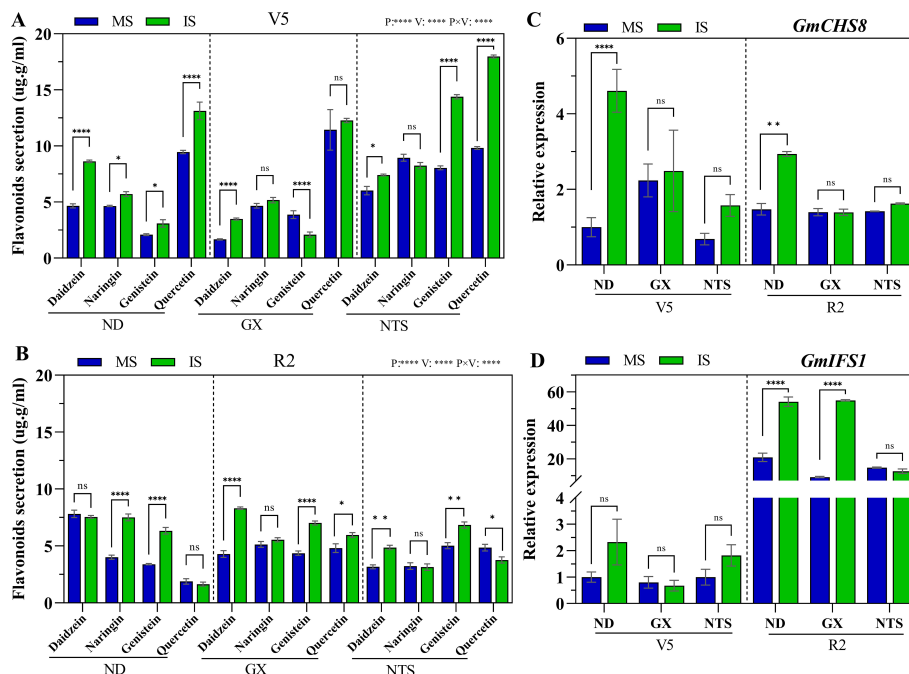 A
MS IS V5 P:**** V: **** P×V: ****
Flavonoids secretion (ug.g/ml)
20
15
10
5
0
**** * * **** **** ns **** ns * ns **** ****
Daidzein Naringin Genistein Quercetin Daidzein Naringin Genistein Quercetin Daidzein Naringin Genistein Quercetin
ND GX NTS
B
MS IS R2 P:**** V: **** P×V: ****
Flavonoids secretion (ug.g/ml)
20
15
10
5
0
ns **** **** ns **** ns **** * ** ns ** *
Daidzein Naringin Genistein Quercetin Daidzein Naringin Genistein Quercetin Daidzein Naringin Genistein Quercetin
ND GX NTS
C
MS IS GmCHS8
Relative expression
6
4
2
0
**** ns ns ** ns ns
ND GX NTS ND GX NTS
V5 R2
D
MS IS GmIFS1
Relative expression
60
40
20
4
3
2
1
0
ns ns ns **** **** ns
ND GX NTS ND GX NTS
V5 R2